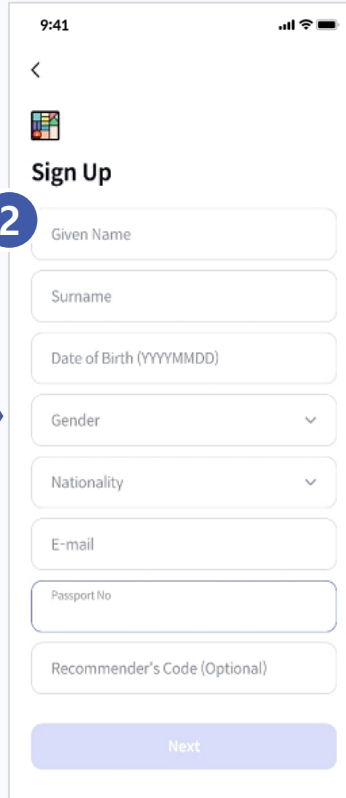 9:41
Sign Up
2
Given Name
Surname
Date of Birth (YYYYMMDD)
Gender
Nationality
E-mail
Passport No
Recommender's Code (Optional)
Next